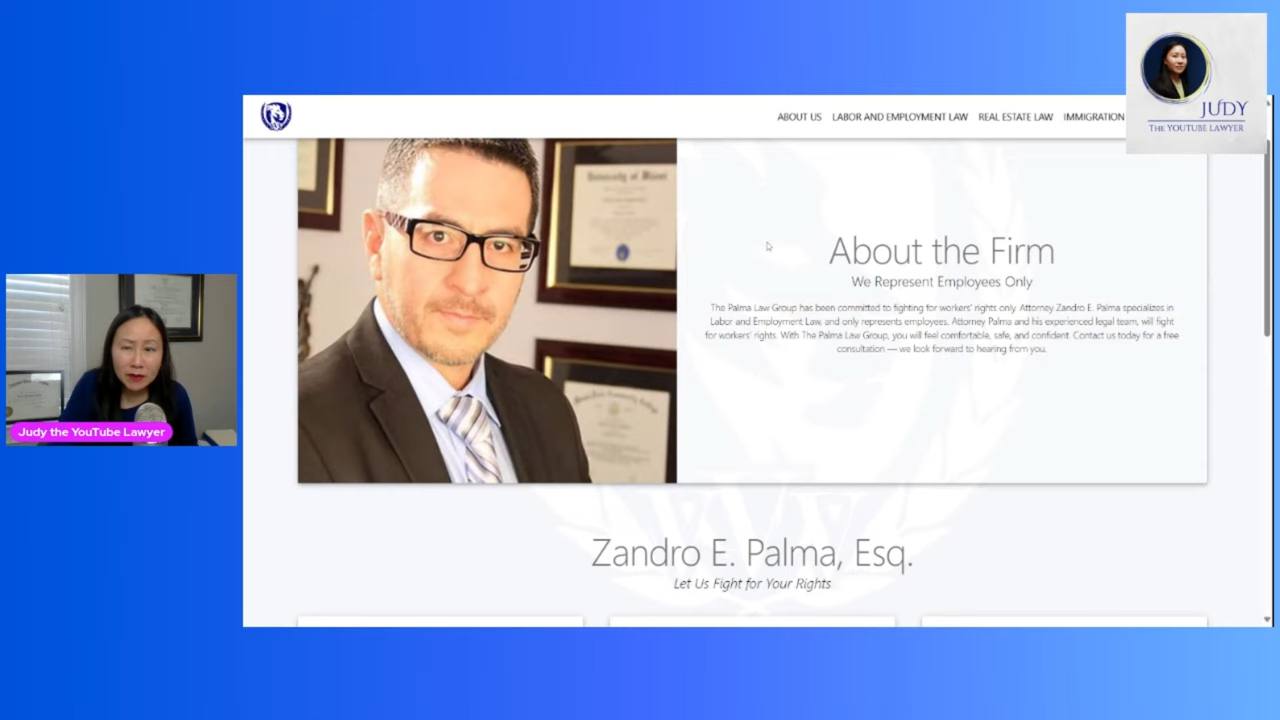 JUDY
THE YOUTUBE LAWYER
ABOUT US LABOR AND EMPLOYMENT LAW REAL ESTATE LAW IMMIGRATION
University of Miami
About the Firm
We Represent Employees Only
The Palma Law Group has been committed to fighting for workers' rights only. Attorney Zandro E. Palma specializes in
Labor and Employment Law, and only represents employees. Attorney Palma and his experienced legal team, will fight
for workers' rights. With The Palma Law Group, you will feel comfortable, safe, and confident. Contact us today for a free
consultation — we look forward to hearing from you.
Judy the YouTube Lawyer
Zandro E. Palma, Esq.
Let Us Fight for Your Rights